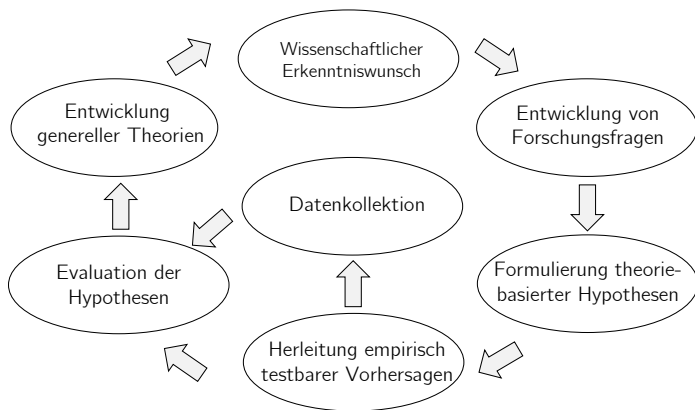 Wissenschaftlicher
Erkenntniswunsch
Entwicklung
genereller Theorien
Entwicklung von
Forschungsfragen
Datenkollektion
Evaluation der
Hypothesen
Formulierung theorie-
basierter Hypothesen
Herleitung empirisch
testbarer Vorhersagen